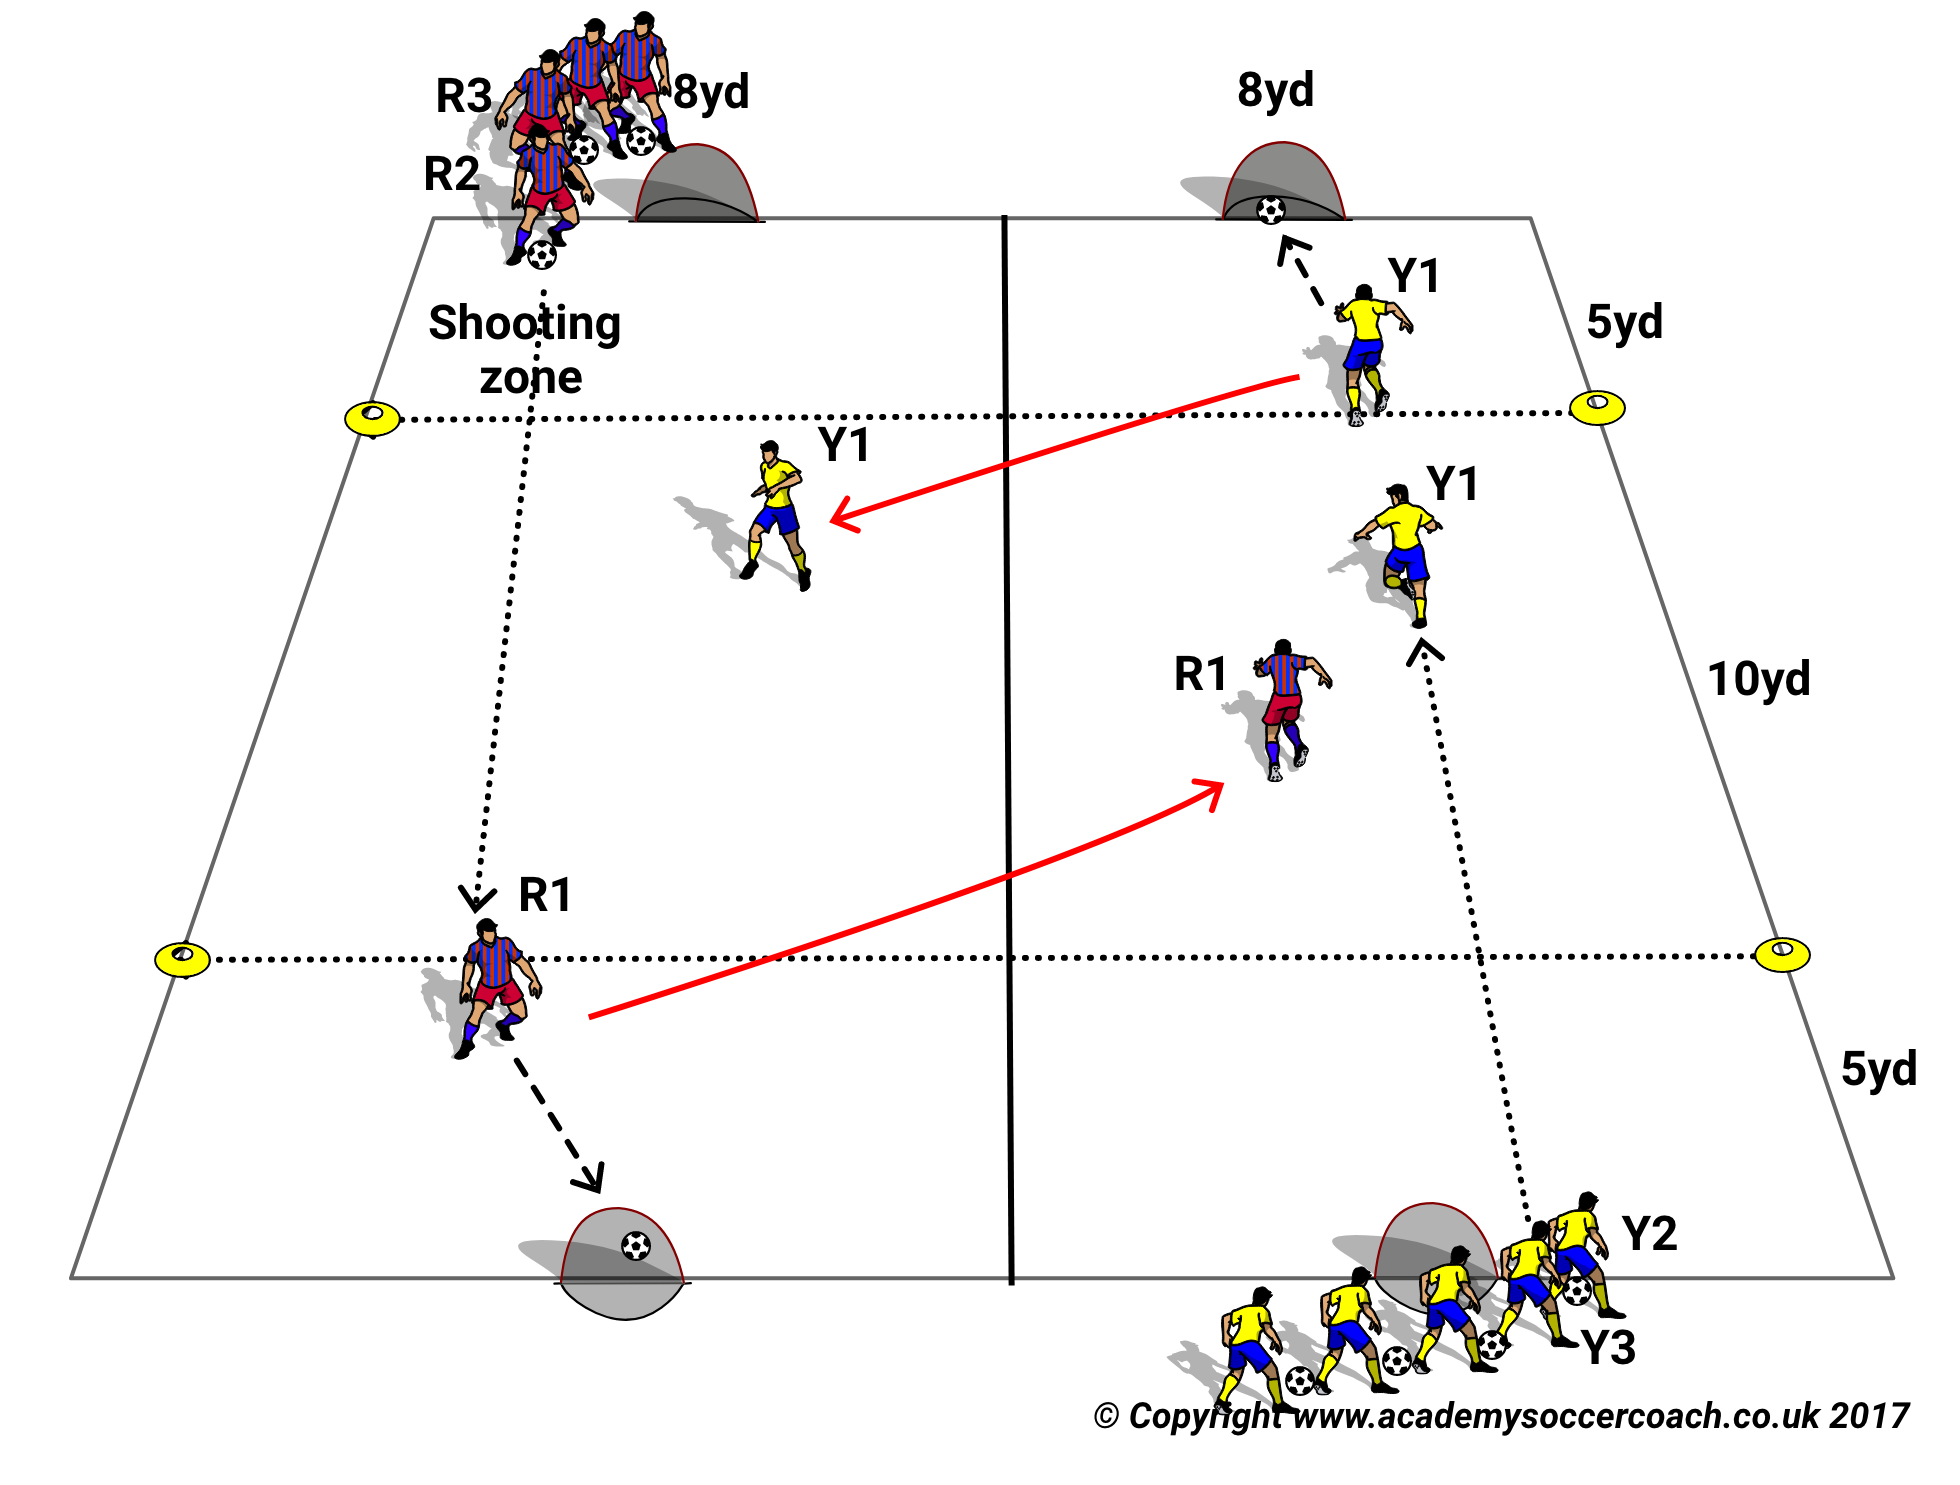 R3
8yd
8yd
R2
Y1
Shooting
zone
5yd
Y1
Y1
R1
10yd
R1
5yd
Y2
Y3
© Copyright www.academysoccercoach.co.uk 2017